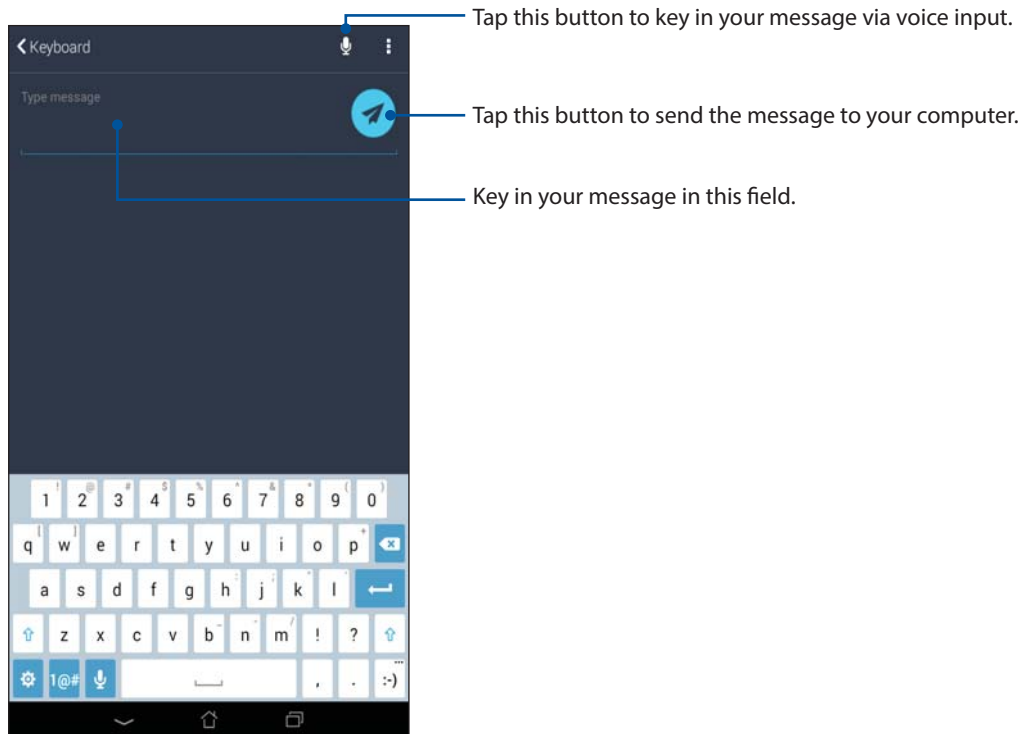 Tap this button to key in your message via voice input.
Keyboard
Type message
Tap this button to send the message to your computer.
Key in your message in this field.
1 ! 2 @ 3 # 4 $ 5 % 6 ^ 7 & 8 * 9 ( 0 )
q [ w ] e r t y u i o p +
a s d f g h : j ; k " l '
z x c v b - n m / ! ?
1@# , . :-)